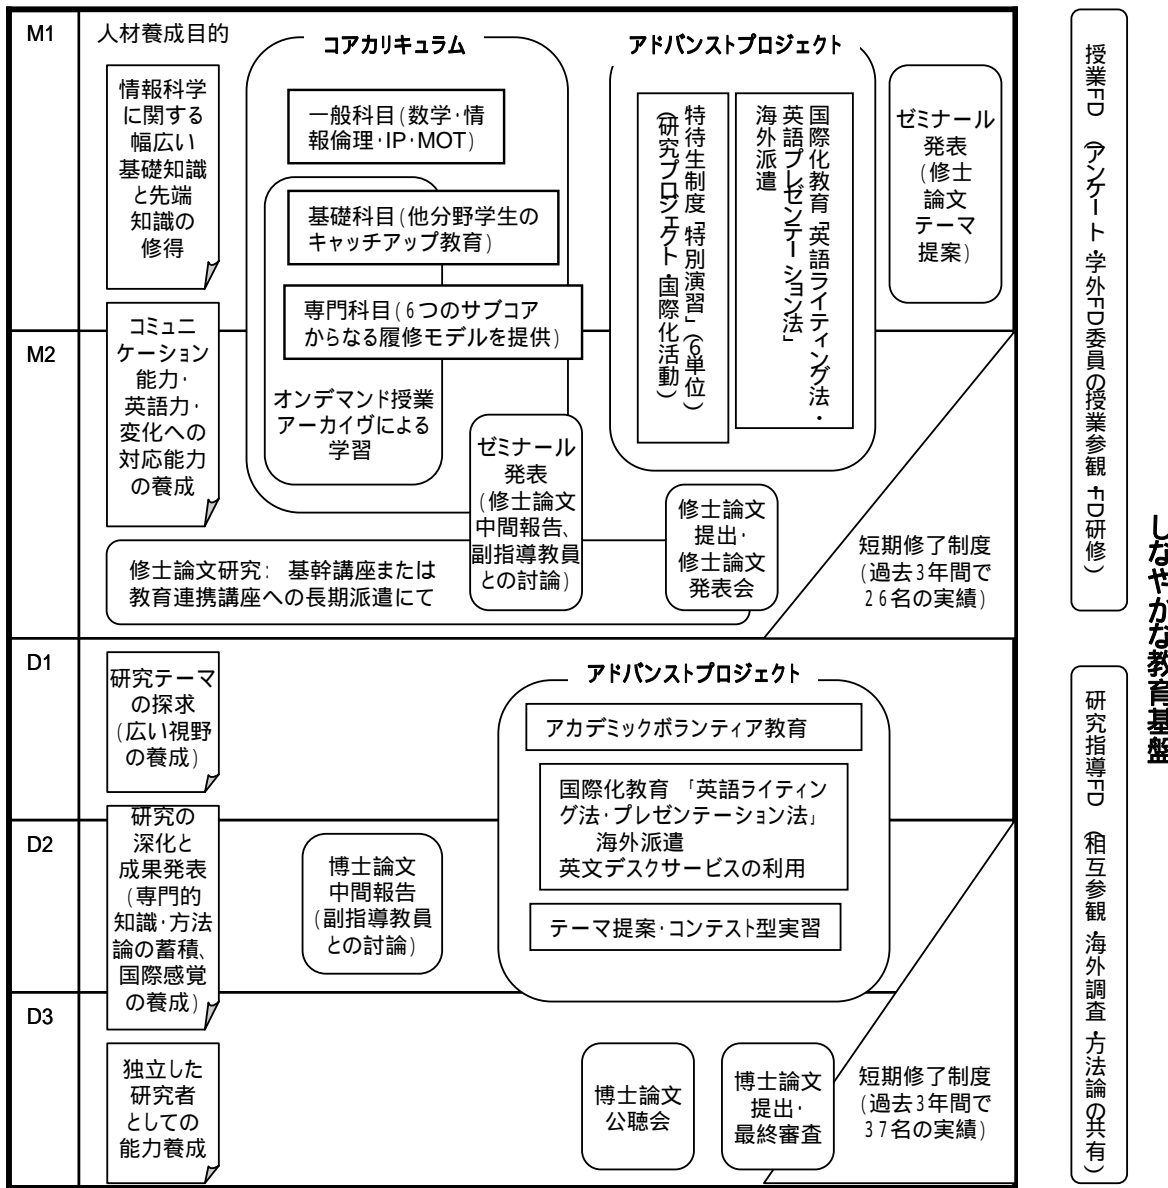 M1
人材養成目的
コアカリキュラム
アドバンストプロジェクト
情報科学
に関する
幅広い
基礎知識
と先端
知識の
修得
一般科目(数学・情
報倫理・IP・MOT)
基礎科目(他分野学生の
キャッチアップ教育)
専門科目(6つのサブコア
からなる履修モデルを提供)
オンデマンド授業
アーカイヴによる
学習
特待生制度「特別演習」(6単位)
(研究プロジェクト・国際化活動)
国際化教育「英語ライティング法・
英語プレゼンテーション法」
海外派遣
ゼミナール
発表
(修士
論文
テーマ
提案)
M2
コミュニ
ケーション
能力・
英語力・
変化への
対応能力
の養成
ゼミナール
発表
(修士論文
中間報告、
副指導教員
との討論)
修士論文
提出・
修士論文
発表会
修士論文研究: 基幹講座または
教育連携講座への長期派遣にて
短期修了制度
(過去3年間で
26名の実績)
D1
研究テーマ
の探求
(広い視野
の養成)
アドバンストプロジェクト
アカデミックボランティア教育
国際化教育 「英語ライティン
グ法・プレゼンテーション法」
海外派遣
英文デスクサービスの利用
テーマ提案・コンテスト型実習
D2
研究の
深化と
成果発表
(専門的
知識・方法
論の蓄積、
国際感覚
の養成)
博士論文
中間報告
(副指導教員
との討論)
D3
独立した
研究者
としての
能力養成
博士論文
公聴会
博士論文
提出・
最終審査
短期修了制度
(過去3年間で
37名の実績)
授業FD (アンケート・学外FD委員の授業参観・FD研修)
研究指導FD (相互参観・海外調査・方法論の共有)
しなやかな教育基盤